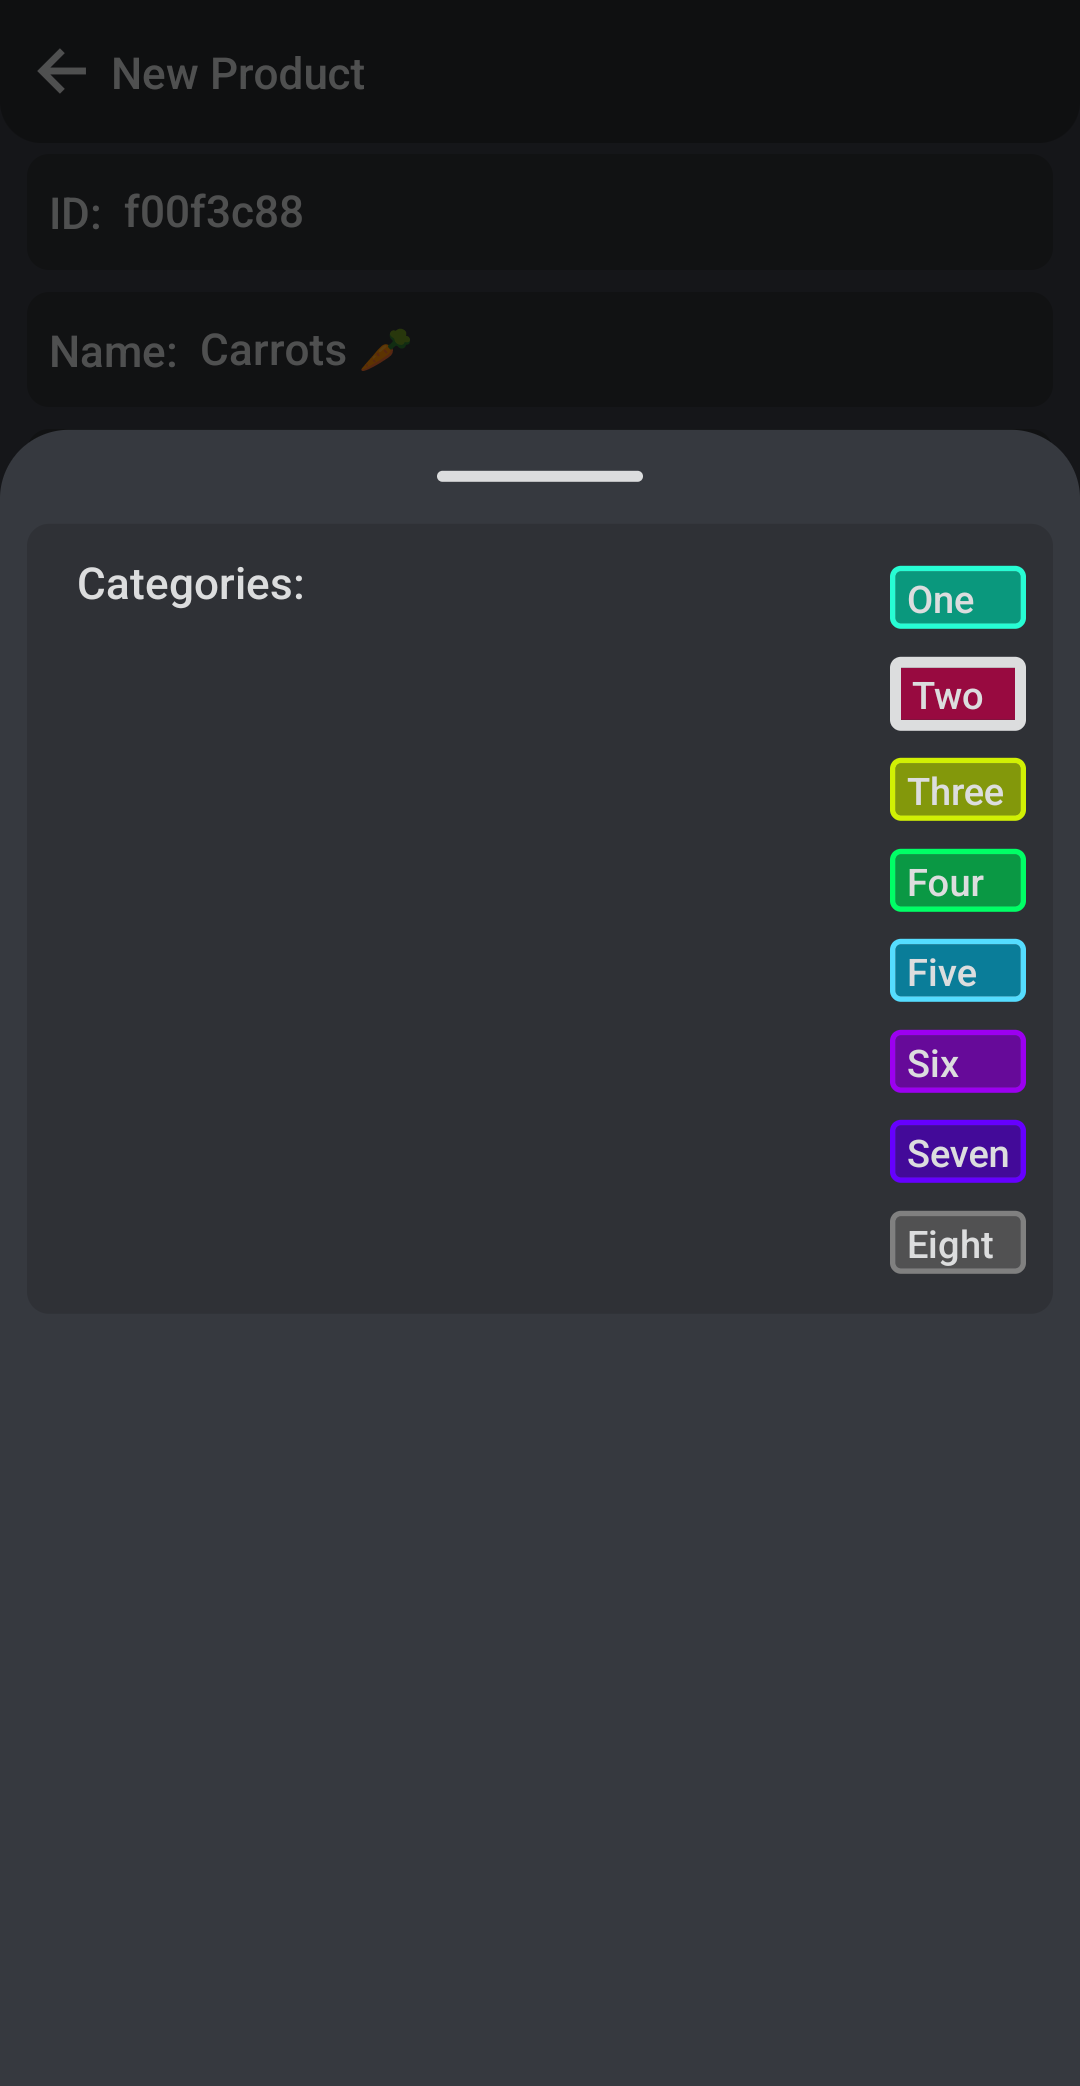 New Product
ID: f00f3c88
Name: Carrots 🥕
Categories:
One
Two
Three
Four
Five
Six
Seven
Eight